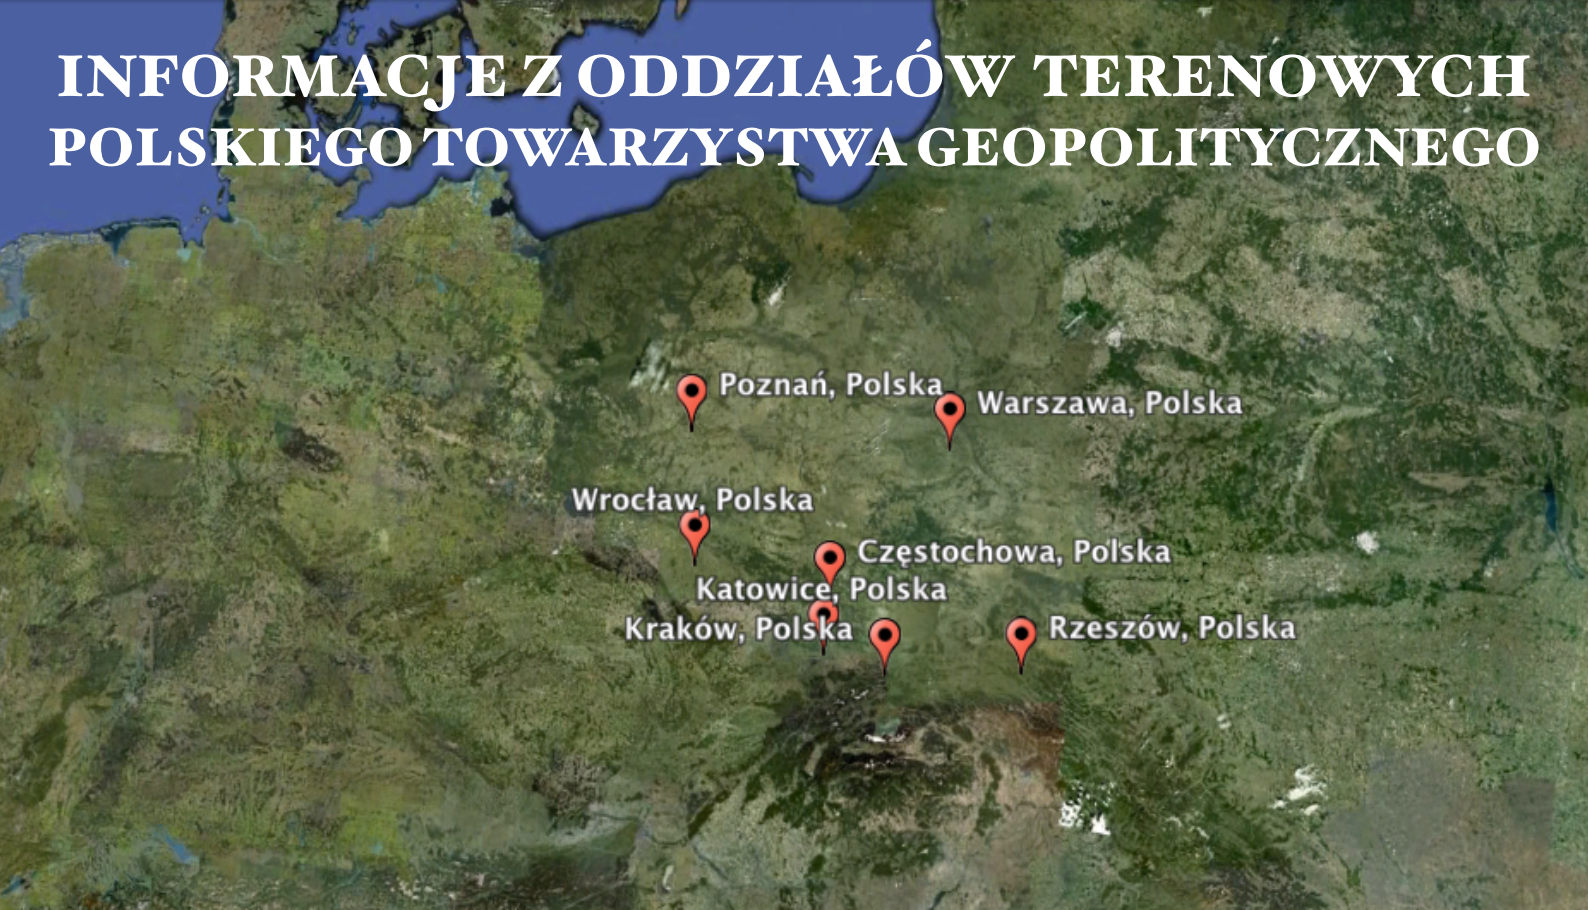 INFORMACJE Z ODDZIAŁÓW TERENOWYCH
POLSKIEGO TOWARZYSTWA GEOPOLITYCZNEGO
Poznań, Polska
Warszawa, Polska
Wrocław, Polska
Częstochowa, Polska
Katowice, Polska
Kraków, Polska
Rzeszów, Polska